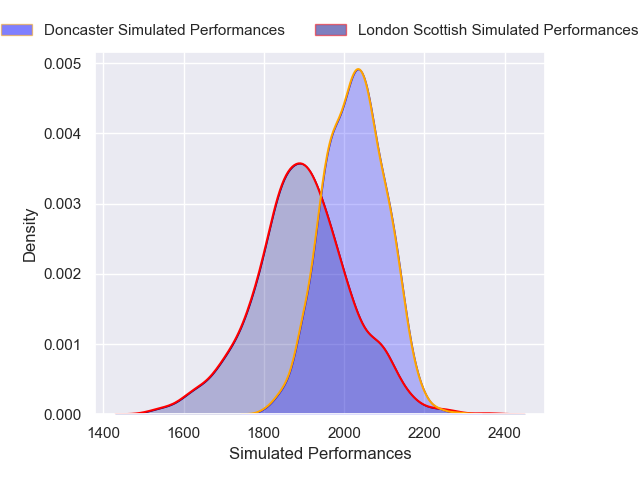 Doncaster Simulated Performances London Scottish Simulated Performances
0.005
0.004
0.003
0.002
0.001
0.000
Density
1400 1600 1800 2000 2200 2400
Simulated Performances